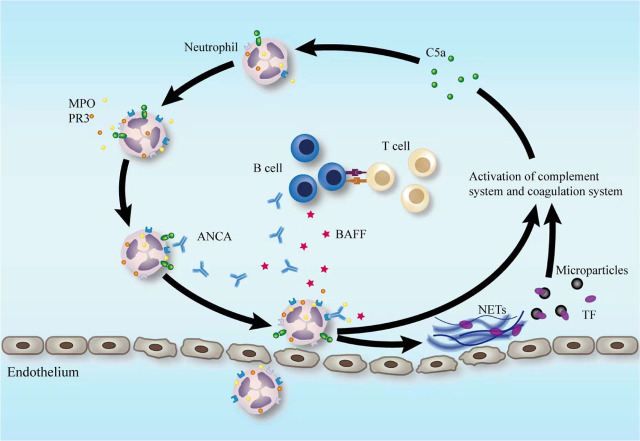 Neutrophil
C5a
MPO
PR3
T cell
B cell
Activation of complement
system and coagulation system
ANCA
BAFF
Microparticles
NETs
TF
Endothelium